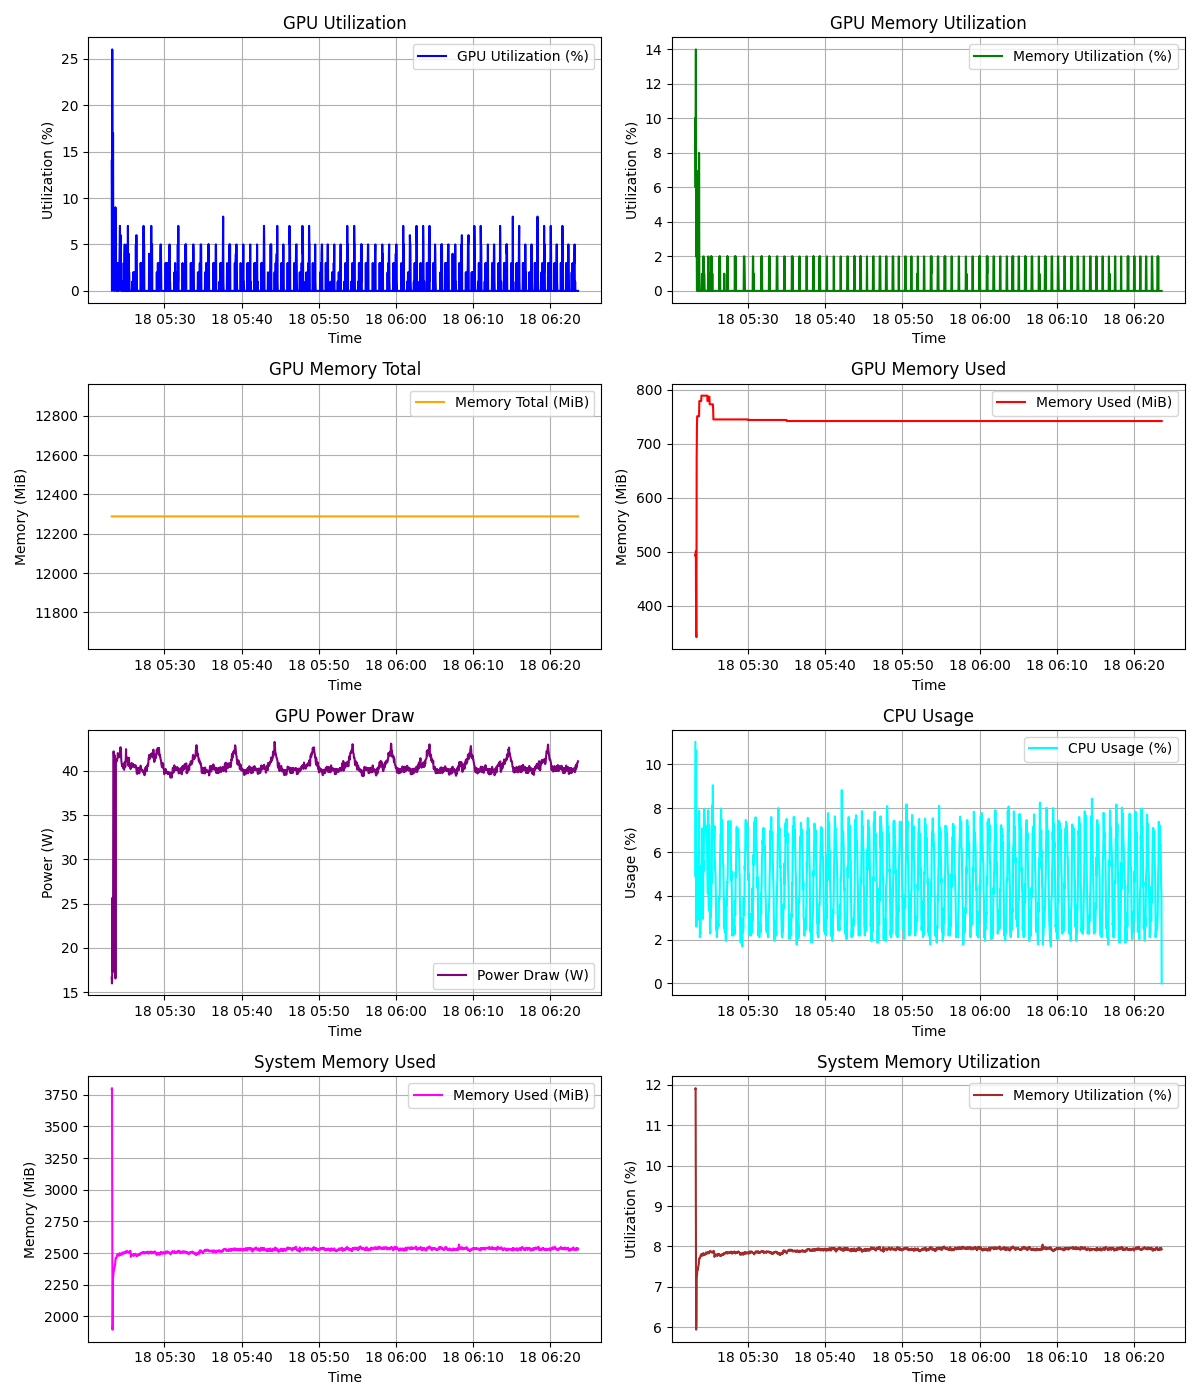 GPU Utilization
GPU Utilization (%)
Utilization (%)
25
20
15
10
5
0
18 05:30 18 05:40 18 05:50 18 06:00 18 06:10 18 06:20
Time
GPU Memory Utilization
Memory Utilization (%)
Utilization (%)
14
12
10
8
6
4
2
0
18 05:30 18 05:40 18 05:50 18 06:00 18 06:10 18 06:20
Time
GPU Memory Total
Memory Total (MiB)
Memory (MiB)
12800
12600
12400
12200
12000
11800
18 05:30 18 05:40 18 05:50 18 06:00 18 06:10 18 06:20
Time
GPU Memory Used
Memory Used (MiB)
Memory (MiB)
800
700
600
500
400
18 05:30 18 05:40 18 05:50 18 06:00 18 06:10 18 06:20
Time
GPU Power Draw
Power (W)
40
35
30
25
20
15
Power Draw (W)
18 05:30 18 05:40 18 05:50 18 06:00 18 06:10 18 06:20
Time
CPU Usage
CPU Usage (%)
Usage (%)
10
8
6
4
2
0
18 05:30 18 05:40 18 05:50 18 06:00 18 06:10 18 06:20
Time
System Memory Used
Memory Used (MiB)
Memory (MiB)
3750
3500
3250
3000
2750
2500
2250
2000
18 05:30 18 05:40 18 05:50 18 06:00 18 06:10 18 06:20
Time
System Memory Utilization
Memory Utilization (%)
Utilization (%)
12
11
10
9
8
7
6
18 05:30 18 05:40 18 05:50 18 06:00 18 06:10 18 06:20
Time